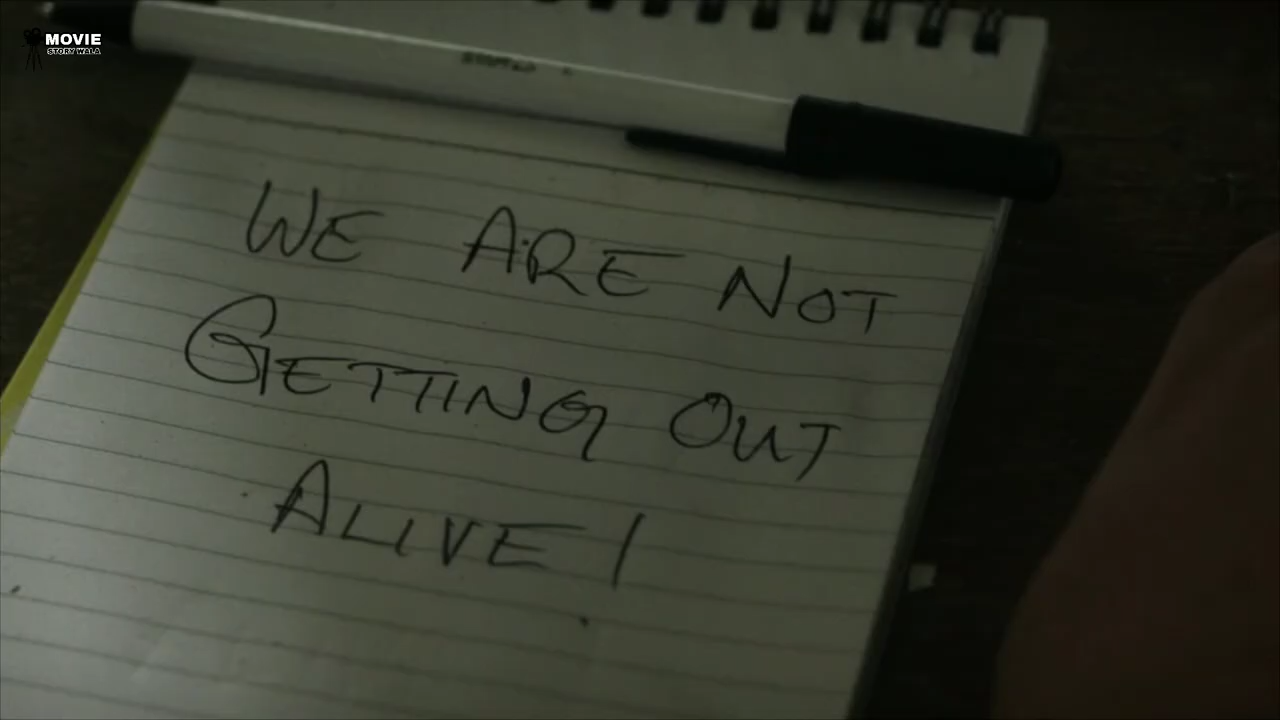 MOVIE
STORY WALA
WE ARE NOT
GETTING OUT
ALIVE!